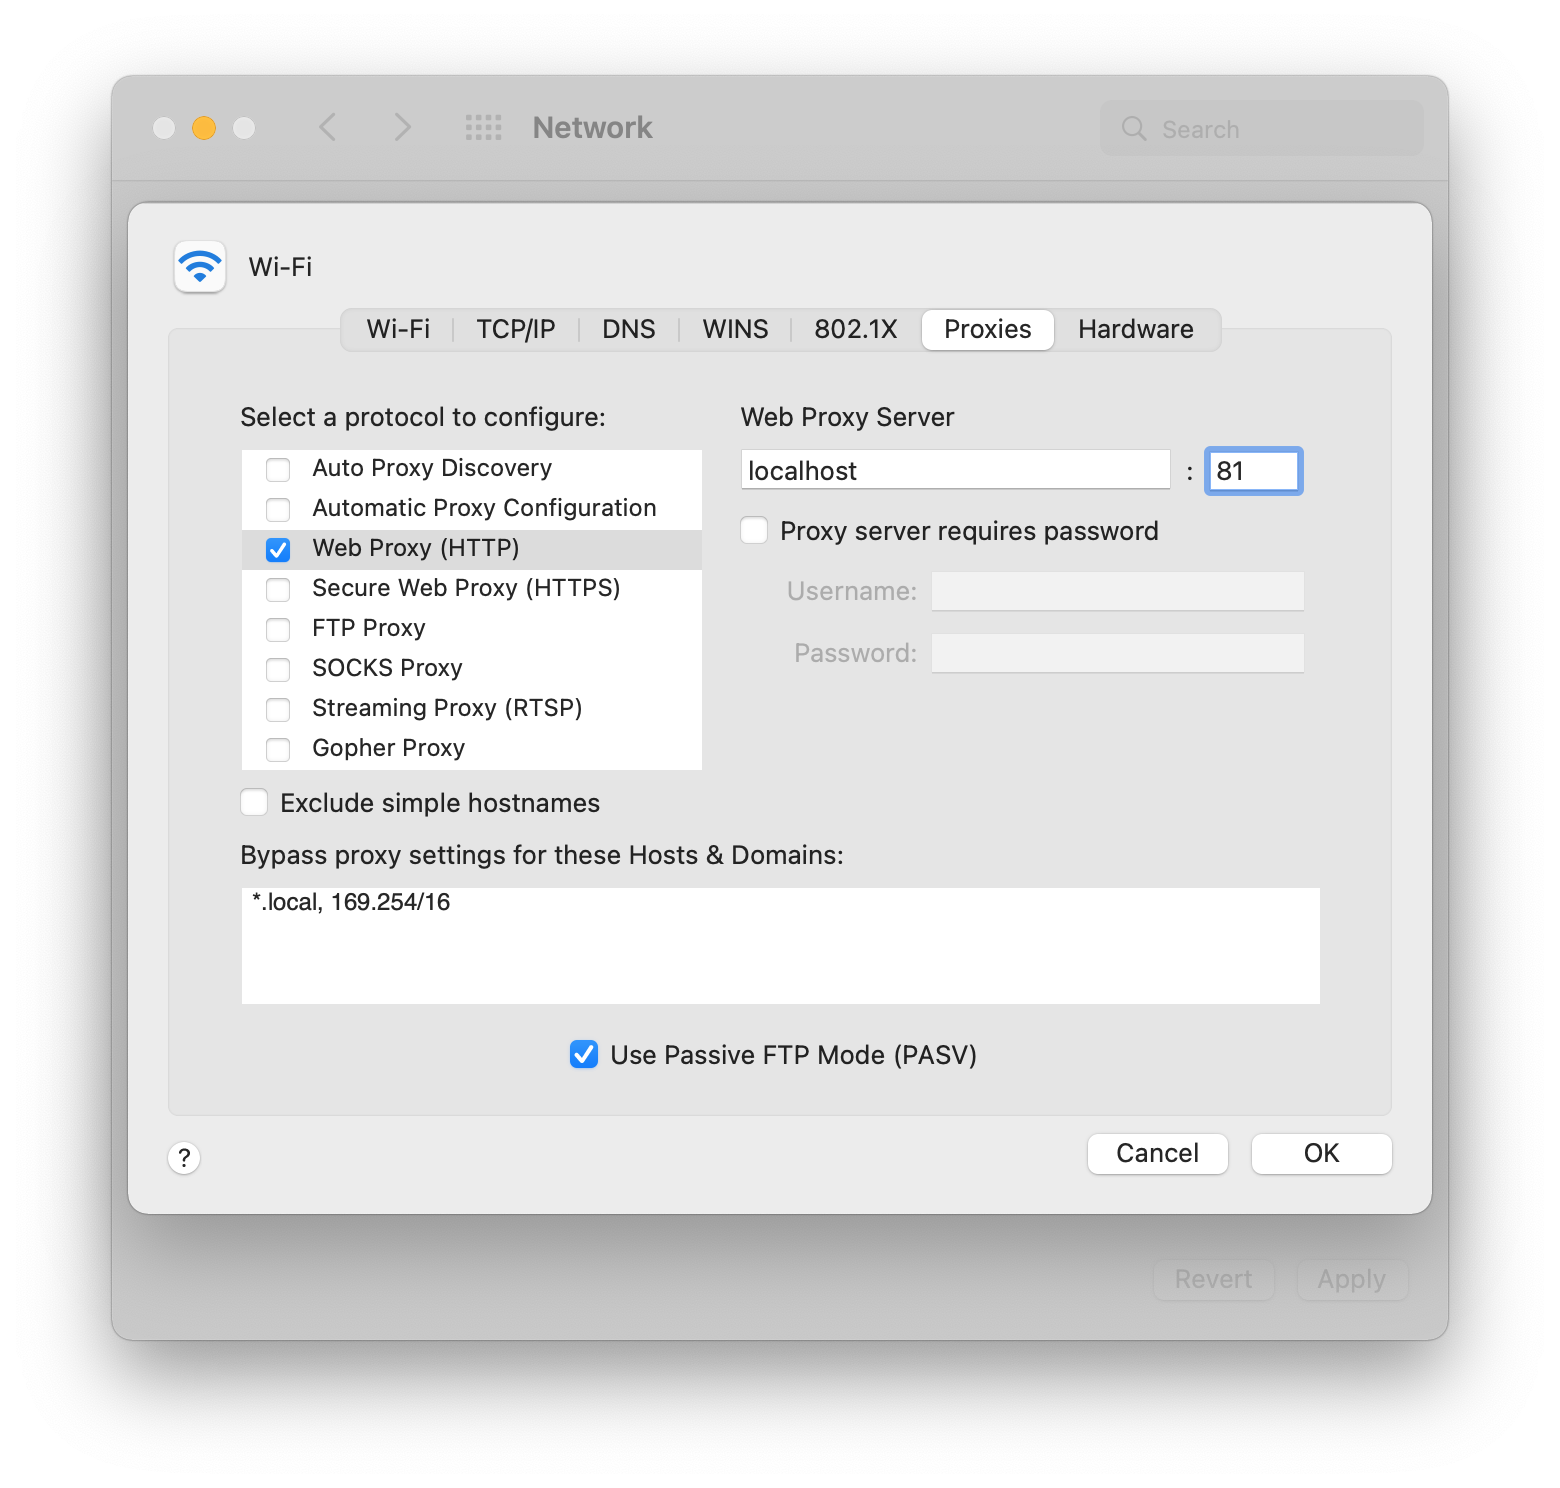 Network
Search
Wi-Fi
Wi-Fi TCP/IP DNS WINS 802.1X Proxies Hardware
Select a protocol to configure:
Auto Proxy Discovery
Automatic Proxy Configuration
Web Proxy (HTTP)
Secure Web Proxy (HTTPS)
FTP Proxy
SOCKS Proxy
Streaming Proxy (RTSP)
Gopher Proxy
Exclude simple hostnames
Web Proxy Server
localhost : 81
Proxy server requires password
Username:
Password:
Bypass proxy settings for these Hosts & Domains:
*.local, 169.254/16
Use Passive FTP Mode (PASV)
? Cancel OK
Revert Apply